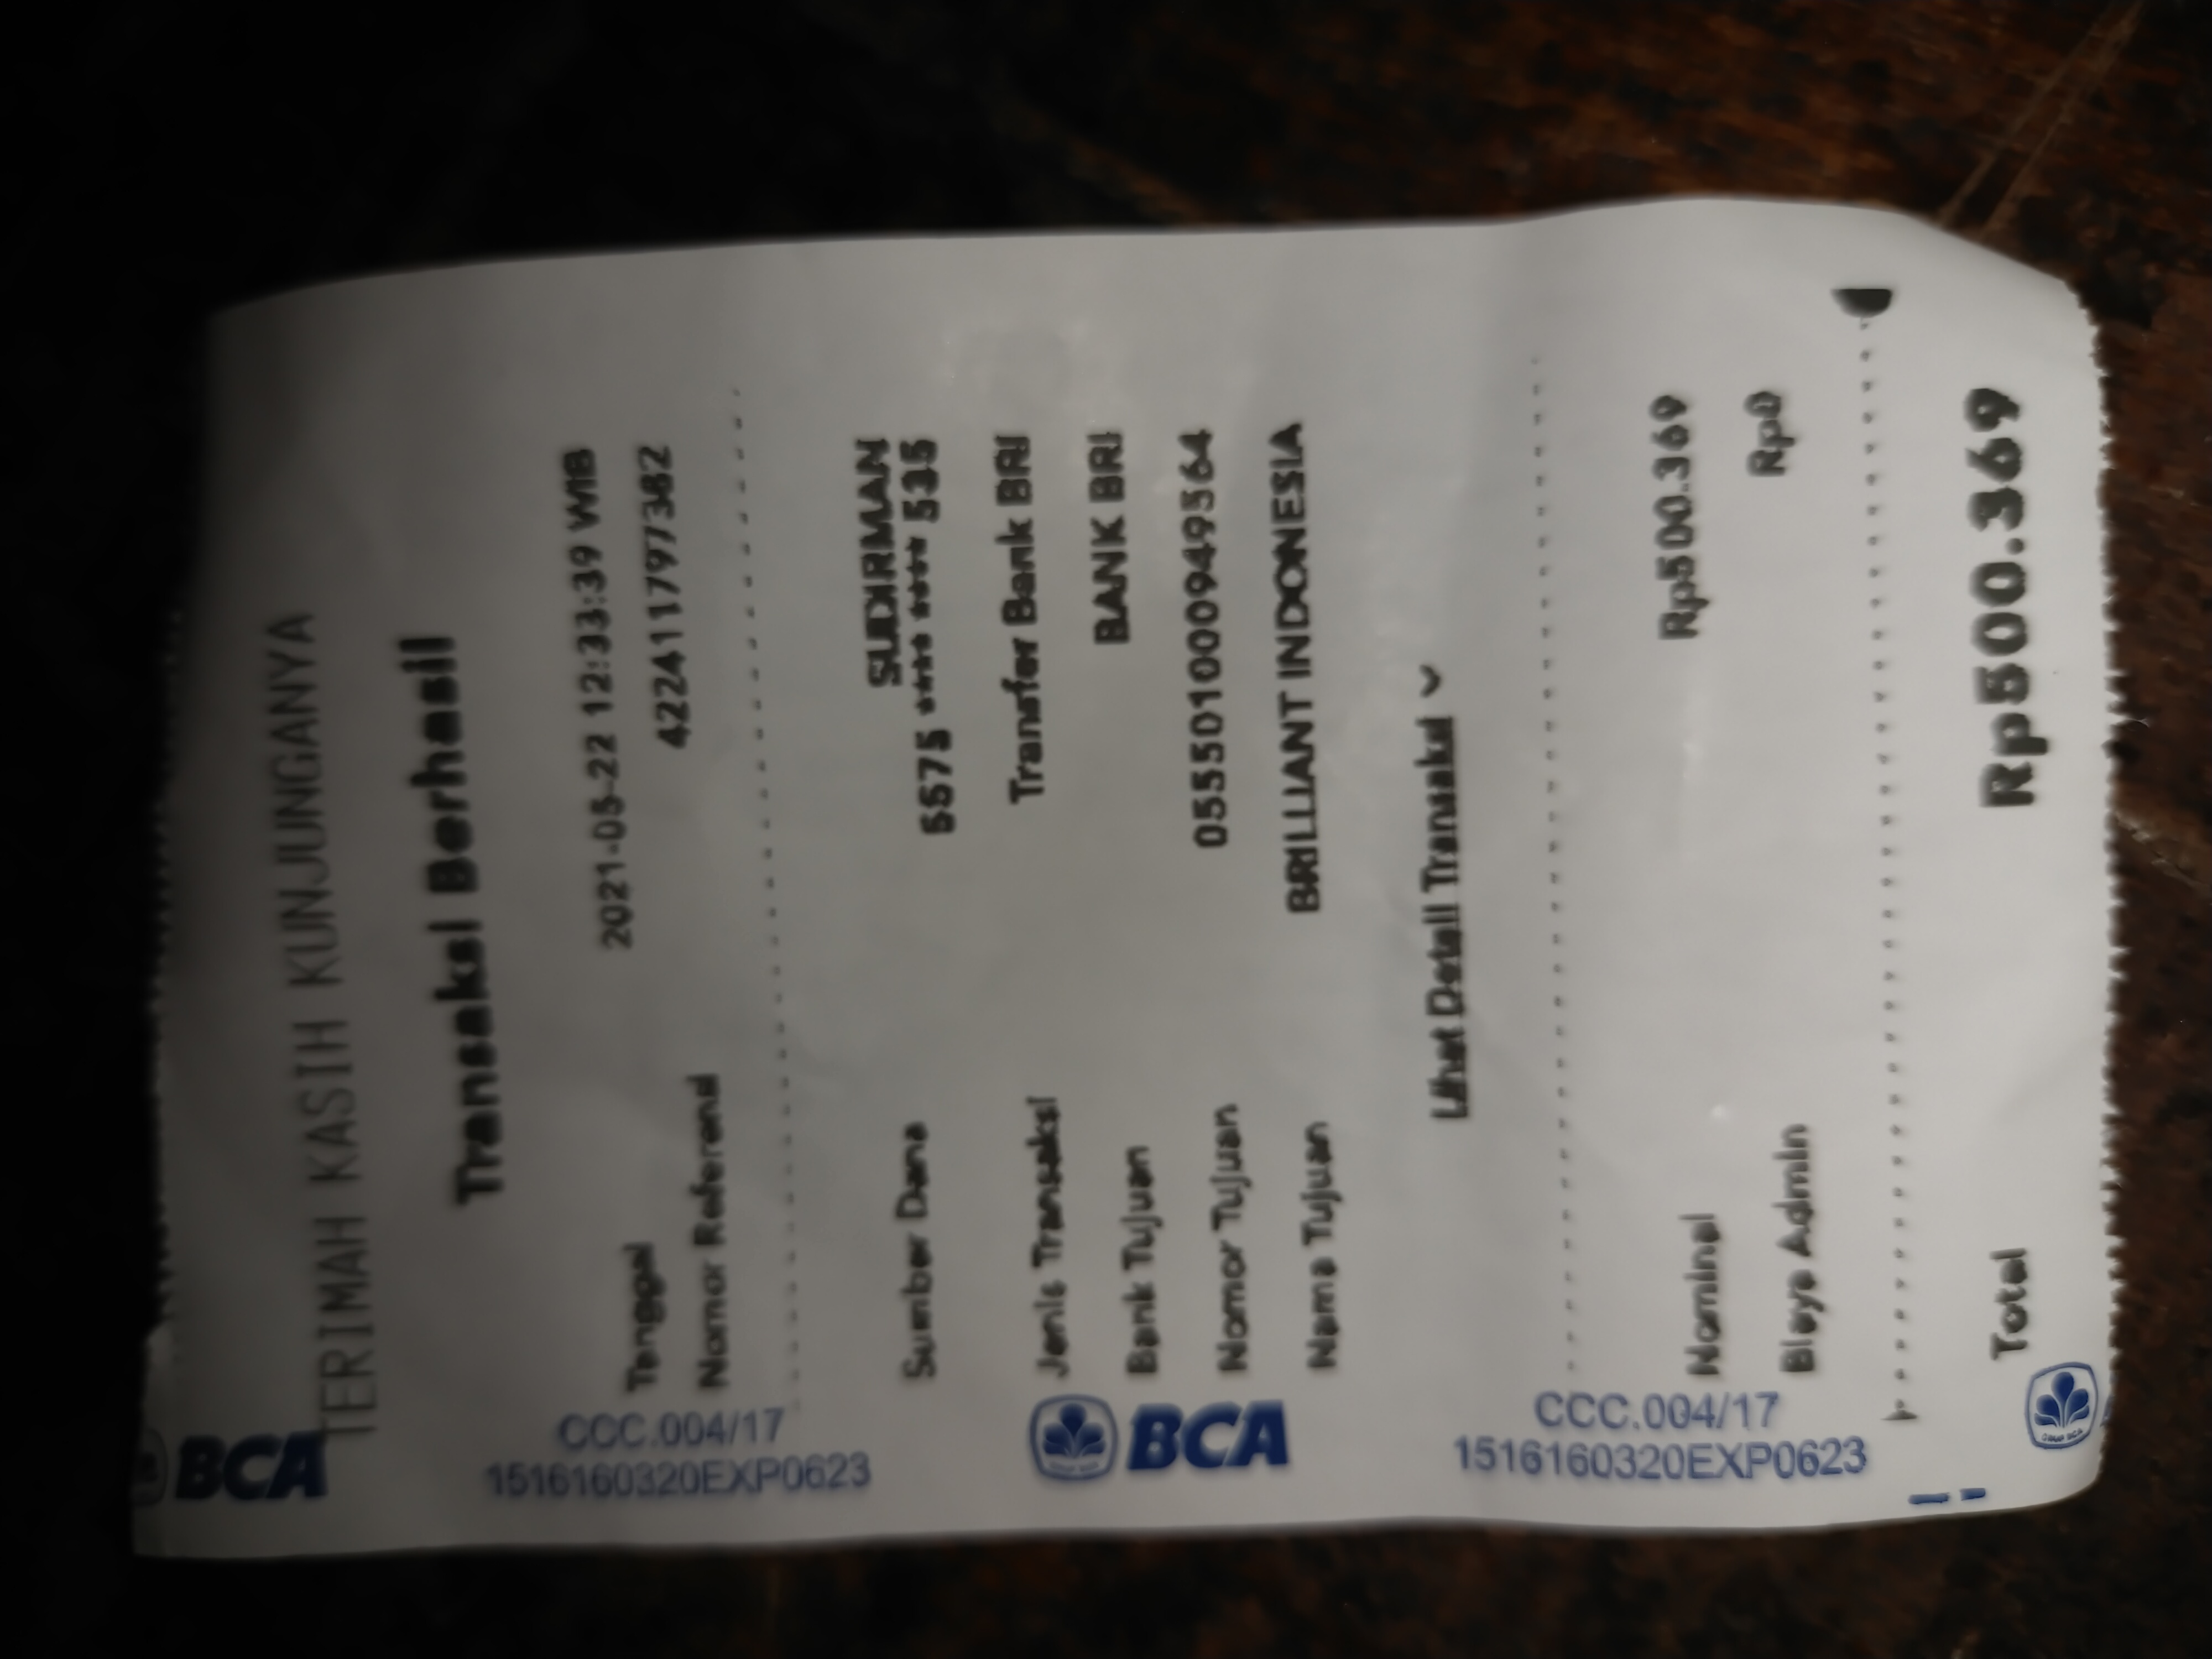 BCA
TERIMAH KASIH KUNJUNGANYA
Transaksi Berhasil
Tanggal 2021-05-22 12:33:39 WIB
Nomor Referensi 422411797382
CCC.004/17
1516160320EXP0623
Sumber Dana SUDIRMAN
5575 **** **** 535
Jenis Transaksi Transfer Bank BRI
Bank Tujuan BANK BRI
Nomor Tujuan 055501000949564
Nama Tujuan BRILLIANT INDONESIA
BCA
Lihat Detail Transaksi
CCC.004/17
1516160320EXP0623
Nominal Rp500.369
Biaya Admin Rp0
Total Rp500.369